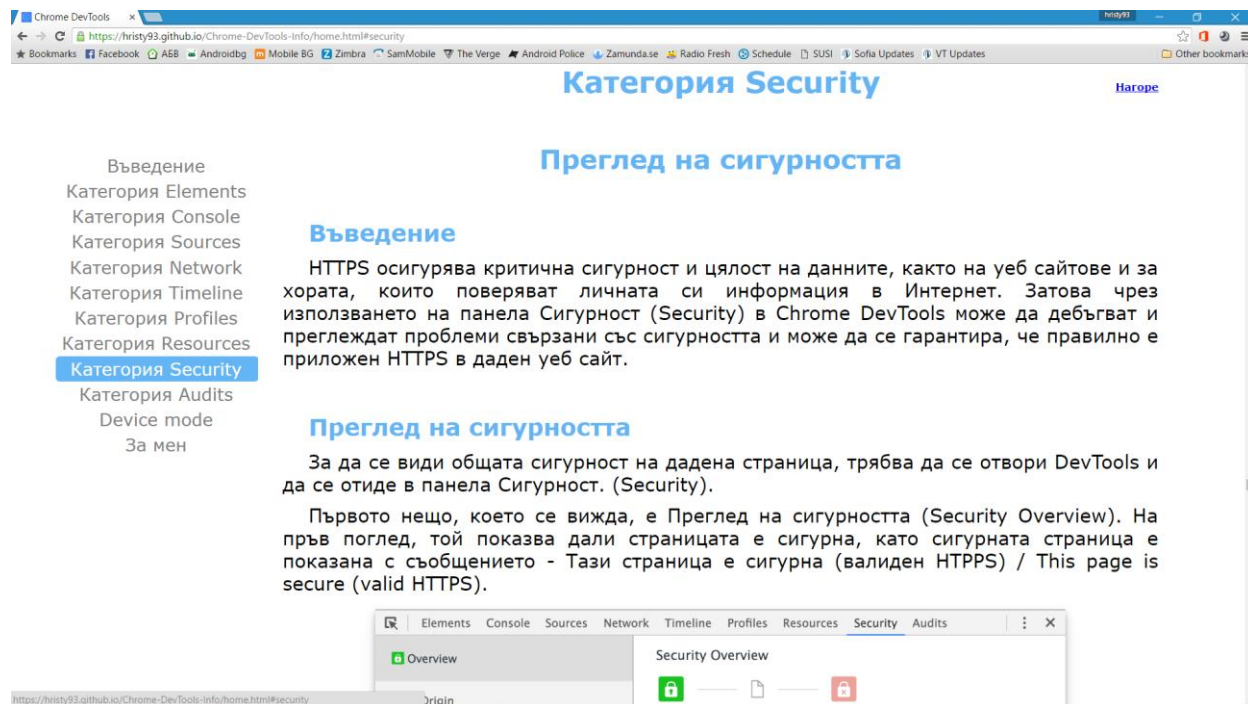 Chrome DevTools
hristy93
https://hristy93.github.io/Chrome-DevTools-Info/home.html#security
Bookmarks Facebook АБВ Androidbg Mobile BG Zimbra SamMobile The Verge Android Police Zamunda.se Radio Fresh Schedule SUSI Sofia Updates VT Updates Other bookmarks
Категория Security
Нагоре
Преглед на сигурността
Въведение
Категория Elements
Категория Console
Категория Sources
Категория Network
Категория Timeline
Категория Profiles
Категория Resources
Категория Security
Категория Audits
Device mode
За мен
Въведение
HTTPS осигурява критична сигурност и цялост на данните, както на уеб сайтове и за
хората, които поверяват личната си информация в Интернет. Затова чрез
използването на панела Сигурност (Security) в Chrome DevTools може да дебъгват и
преглеждат проблеми свързани със сигурността и може да се гарантира, че правилно е
приложен HTTPS в даден уеб сайт.
Преглед на сигурността
За да се види общата сигурност на дадена страница, трябва да се отвори DevTools и
да се отиде в панела Сигурност. (Security).
Първото нещо, което се вижда, е Преглед на сигурността (Security Overview). На
пръв поглед, той показва дали страницата е сигурна, като сигурната страница е
показана с съобщението - Тази страница е сигурна (валиден HTPPS) / This page is
secure (valid HTTPS).
Elements Console Sources Network Timeline Profiles Resources Security Audits
Overview
Security Overview
Origin
https://hristy93.github.io/Chrome-DevTools-Info/home.html#security